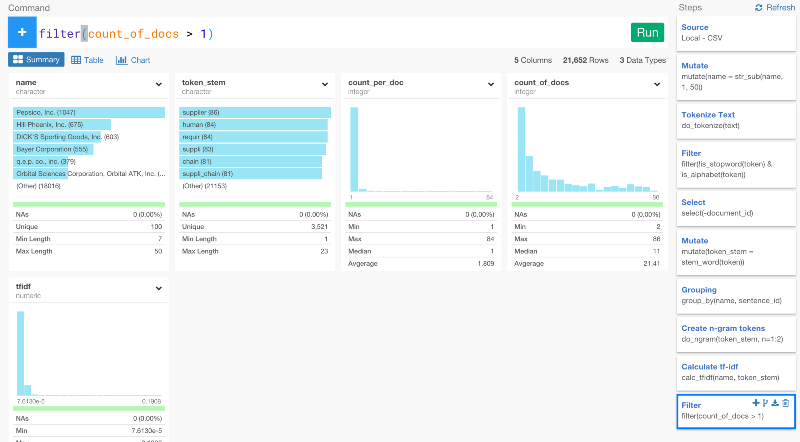 Command
Steps
Refresh
+ filter(count_of_docs > 1)
Run
Summary Table Chart
5 Columns 21,652 Rows 3 Data Types
name
character
Pepsico, Inc. (1047)
Hill Phoenix, Inc. (675)
DICK'S Sporting Goods, Inc. (603)
Bayer Corporation (555)
q.e.p. co., inc. (379)
Orbital Sciences Corporation, Orbital ATK, Inc. (...
(Other) (18016)
NAs 0 (0.00%)
Unique 100
Min Length 7
Max Length 50
token_stem
character
supplier (86)
human (84)
requir (84)
suppli (83)
chain (81)
suppli_chain (81)
(Other) (21153)
NAs 0 (0.00%)
Unique 3,521
Min Length 1
Max Length 23
count_per_doc
integer
1 84
NAs 0 (0.00%)
Min 1
Max 84
Median 1
Avgerage 1.809
count_of_docs
integer
2 86
NAs 0 (0.00%)
Min 2
Max 86
Median 11
Avgerage 21.41
tfidf
numeric
7.6130e-5 0.1908
NAs 0 (0.00%)
Min 7.6130e-5
Source
Local - CSV
Mutate
mutate(name = str_sub(name,
1, 50))
Tokenize Text
do_tokenize(text)
Filter
filter(!is_stopword(token) &
is_alphabet(token))
Select
select(-document_id)
Mutate
mutate(token_stem =
stem_word(token))
Grouping
group_by(name, sentence_id)
Create n-gram tokens
do_ngram(token_stem, n=1:2)
Calculate tf-idf
calc_tfidf(name, token_stem)
Filter
filter(count_of_docs > 1)